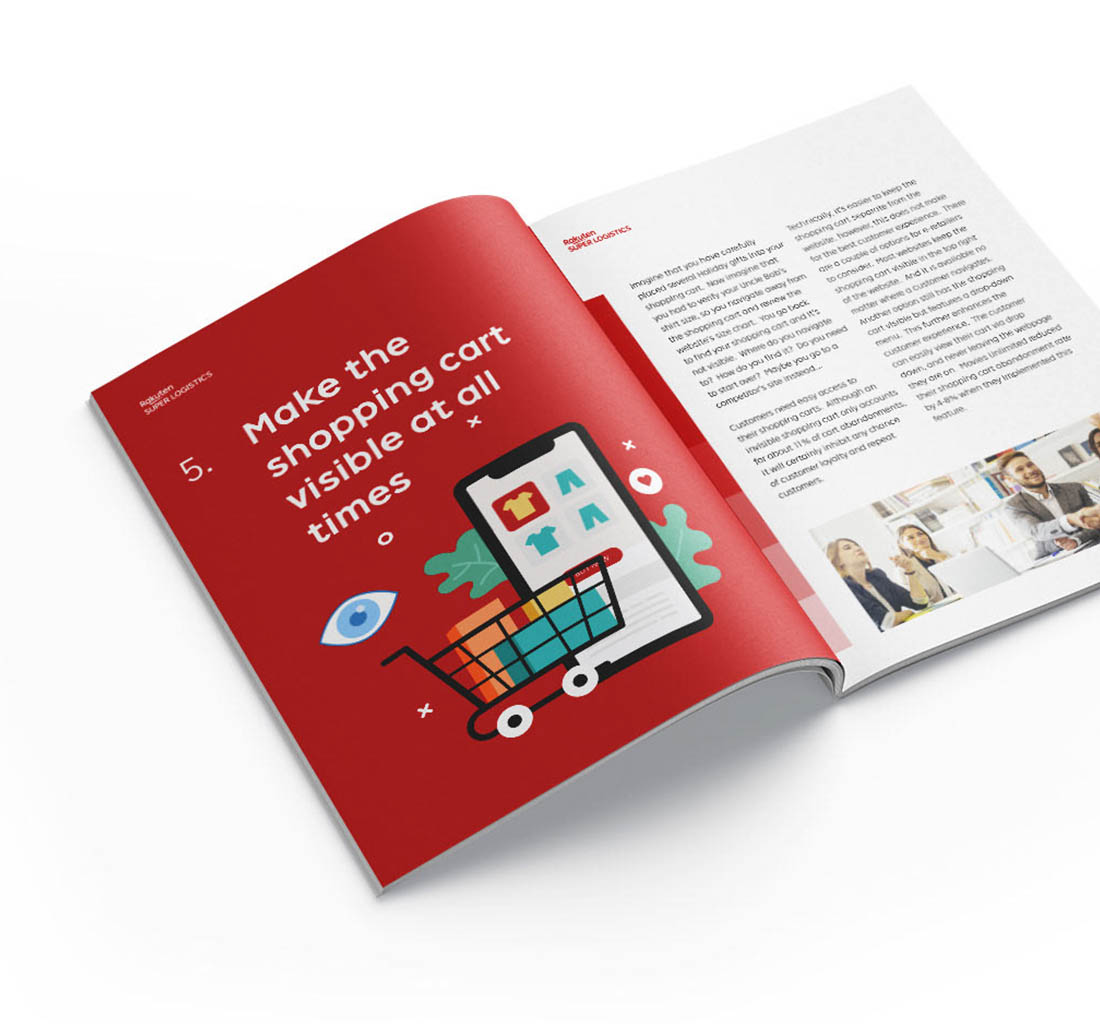 Rakuten
SUPER LOGISTICS
5.
Make the
shopping cart
visible at all
times
BUY NOW
Rakuten
SUPER LOGISTICS
Imagine that you have carefully
placed several Holiday gifts into your
shopping cart. Now imagine that
you had to verify your Uncle Bob's
shirt size, so you navigate away from
the shopping cart and review the
website's size chart. You go back
to find your shopping cart and it's
not visible. Where do you navigate
to? How do you find it? Do you need
to start over? Maybe you go to a
competitor's site instead...
Customers need easy access to
their shopping carts. Although an
invisible shopping cart only accounts
for about 11% of cart abandonments,
it will certainly inhibit any chance
of customer loyalty and repeat
customers.
Technically, it's easier to keep the
shopping cart separate from the
website, however, this does not make
for the best customer experience. There
are a couple of options for e-retailers
to consider. Most websites keep the
shopping cart visible in the top right
of the website. And it is available no
matter where a customer navigates.
Another option still has the shopping
cart visible but features a drop-down
menu. This further enhances the
customer experience. The customer
can easily view their cart via drop
down, and never leaving the webpage
they are on. Movies Unlimited reduced
their shopping cart abandonment rate
by 4-8% when they implemented this
feature.